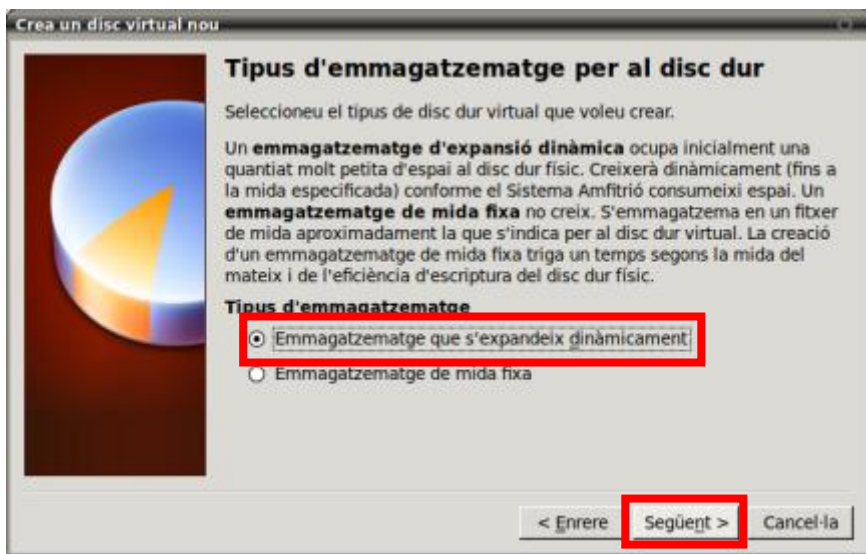 Crea un disc virtual nou
Tipus d'emmagatzematge per al disc dur
Seleccioneu el tipus de disc dur virtual que voleu crear.
Un emmagatzematge d'expansió dinàmica ocupa inicialment una
quantiat molt petita d'espai al disc dur físic. Creixerà dinàmicament (fins a
la mida especificada) conforme el Sistema Amfitrió consumeixi espai. Un
emmagatzematge de mida fixa no creix. S'emmagatzema en un fitxer
de mida aproximadament la que s'indica per al disc dur virtual. La creació
d'un emmagatzematge de mida fixa triga un temps segons la mida del
mateix i de l'eficiència d'escriptura del disc dur físic.
Tipus d'emmagatzematge
Emmagatzematge que s'expandeix dinàmicament
Emmagatzematge de mida fixa
< Enrere Següent > Cancel·la